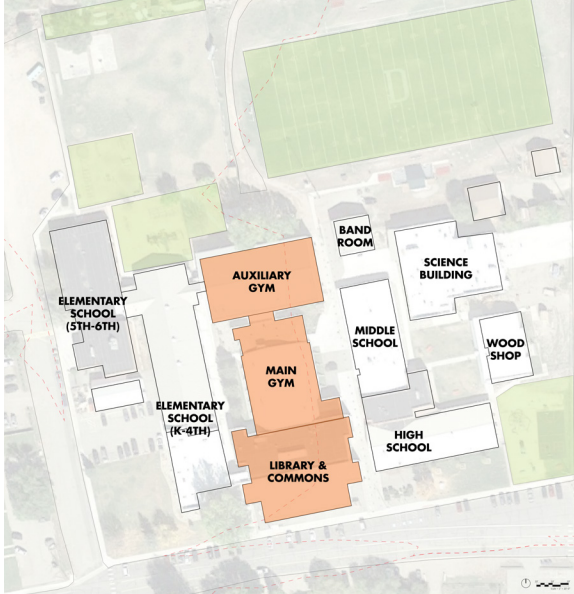 BAND
ROOM
AUXILIARY
GYM
SCIENCE
BUILDING
ELEMENTARY
SCHOOL
(5TH-6TH)
MIDDLE
SCHOOL
WOOD
SHOP
MAIN
GYM
ELEMENTARY
SCHOOL
(K-4TH)
HIGH
SCHOOL
LIBRARY &
COMMONS